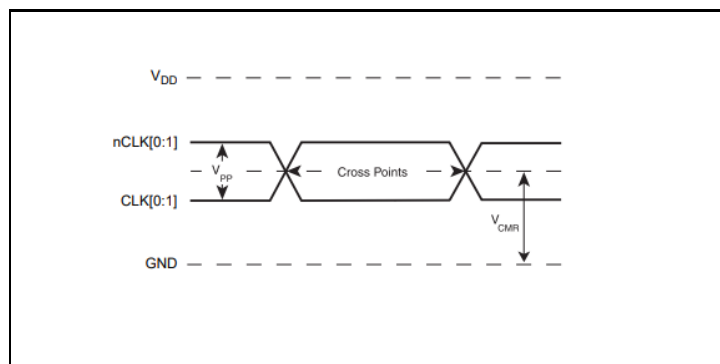 VDD
nCLK[0:1]
VPP
Cross Points
CLK[0:1]
VCMR
GND